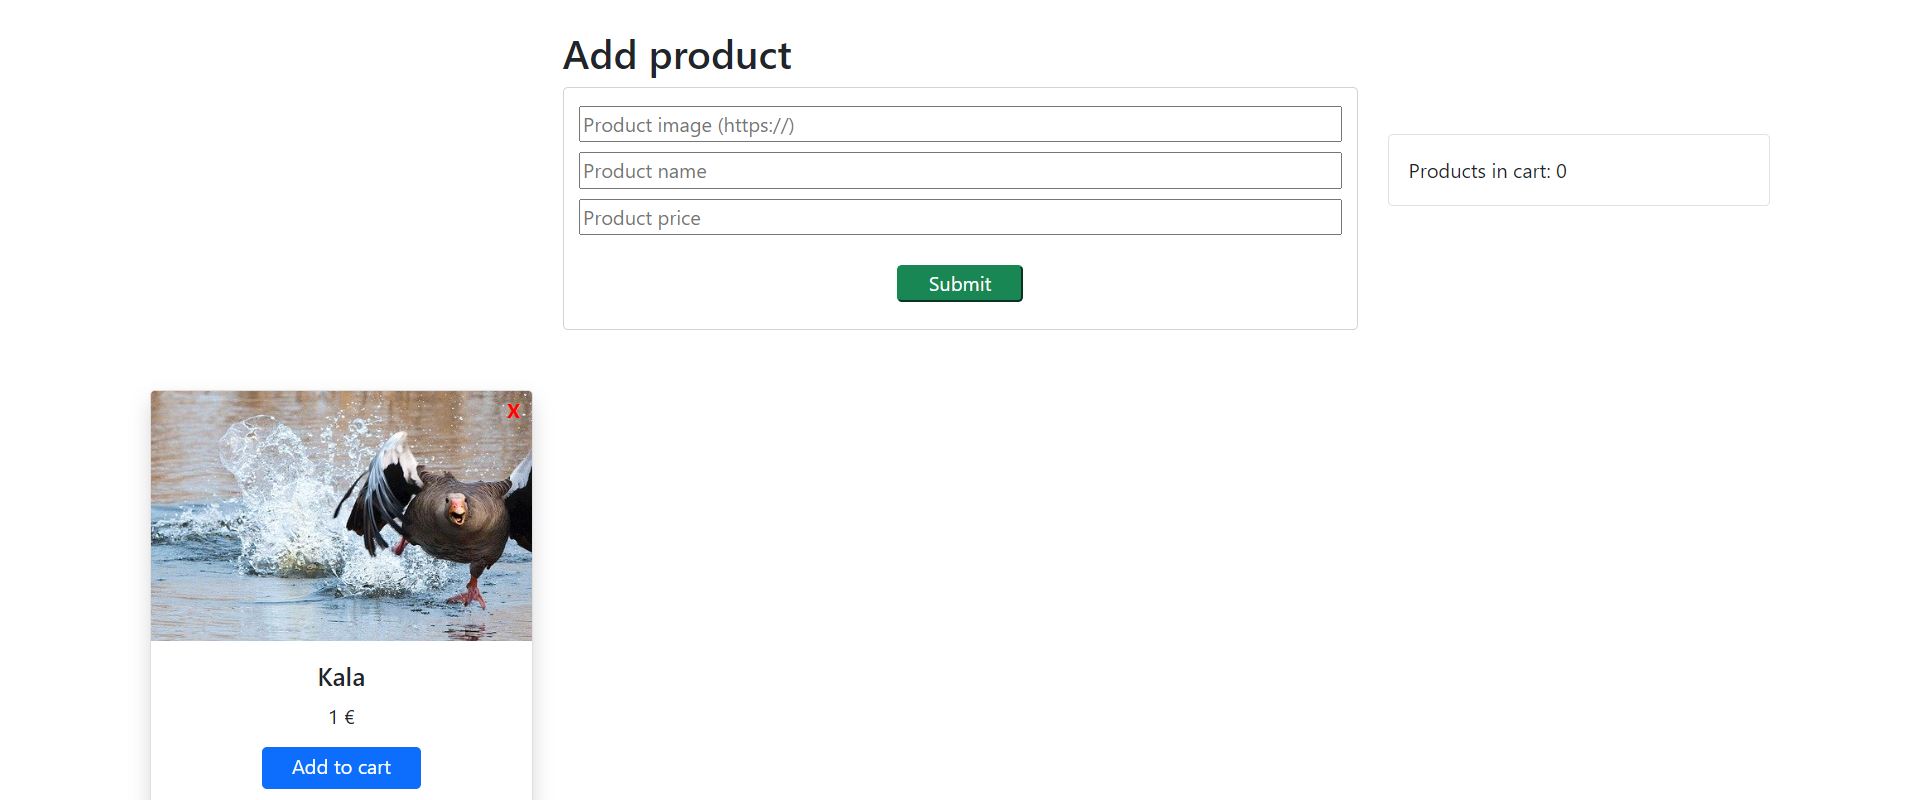 Add product
Product image (https://)
Product name
Product price
Submit
Products in cart: 0
X
Kala
1 €
Add to cart